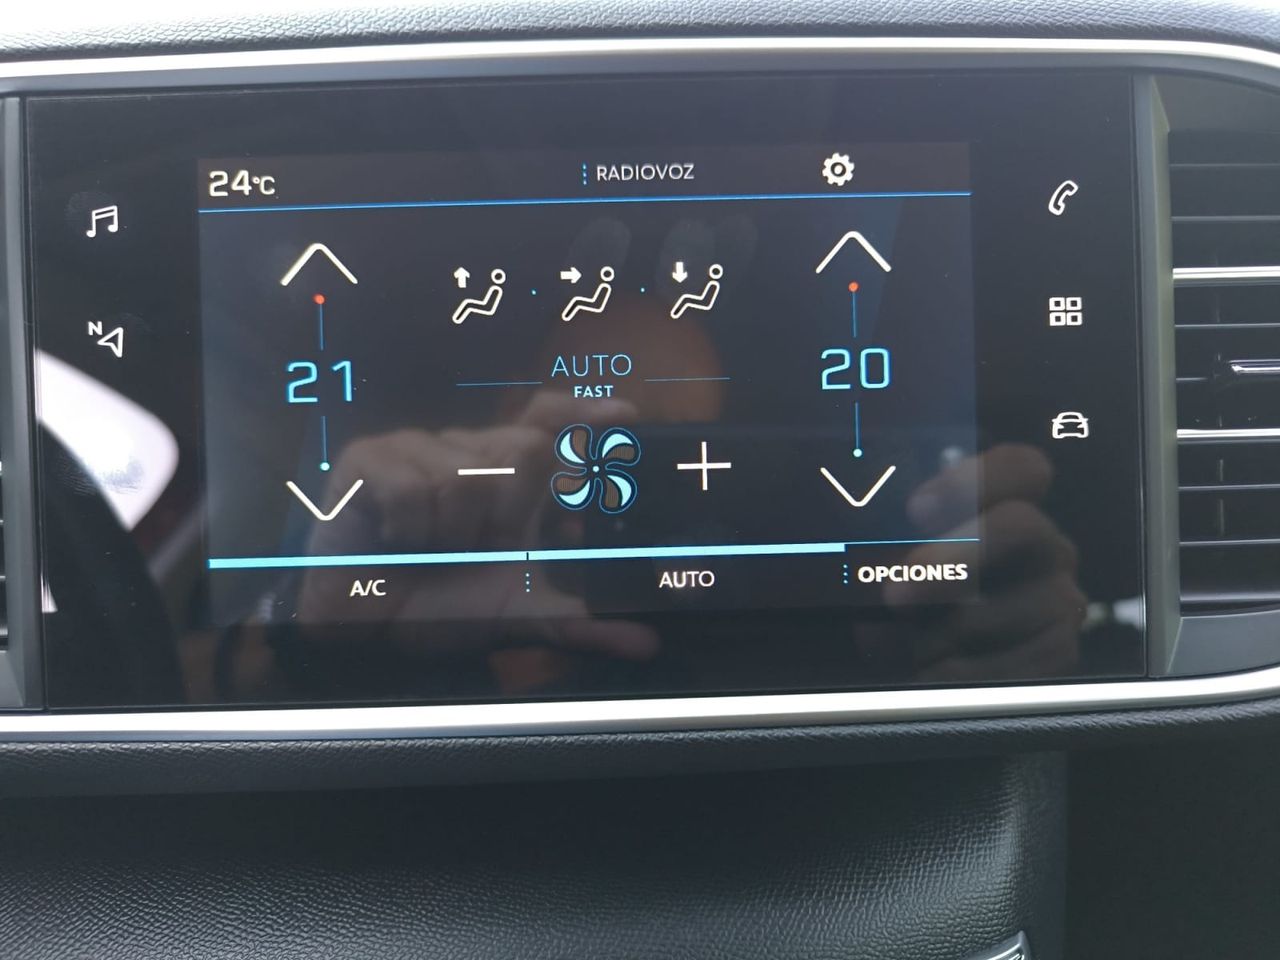 24°C
RADIOVOZ
N
21
20
AUTO
FAST
A/C
AUTO
OPCIONES